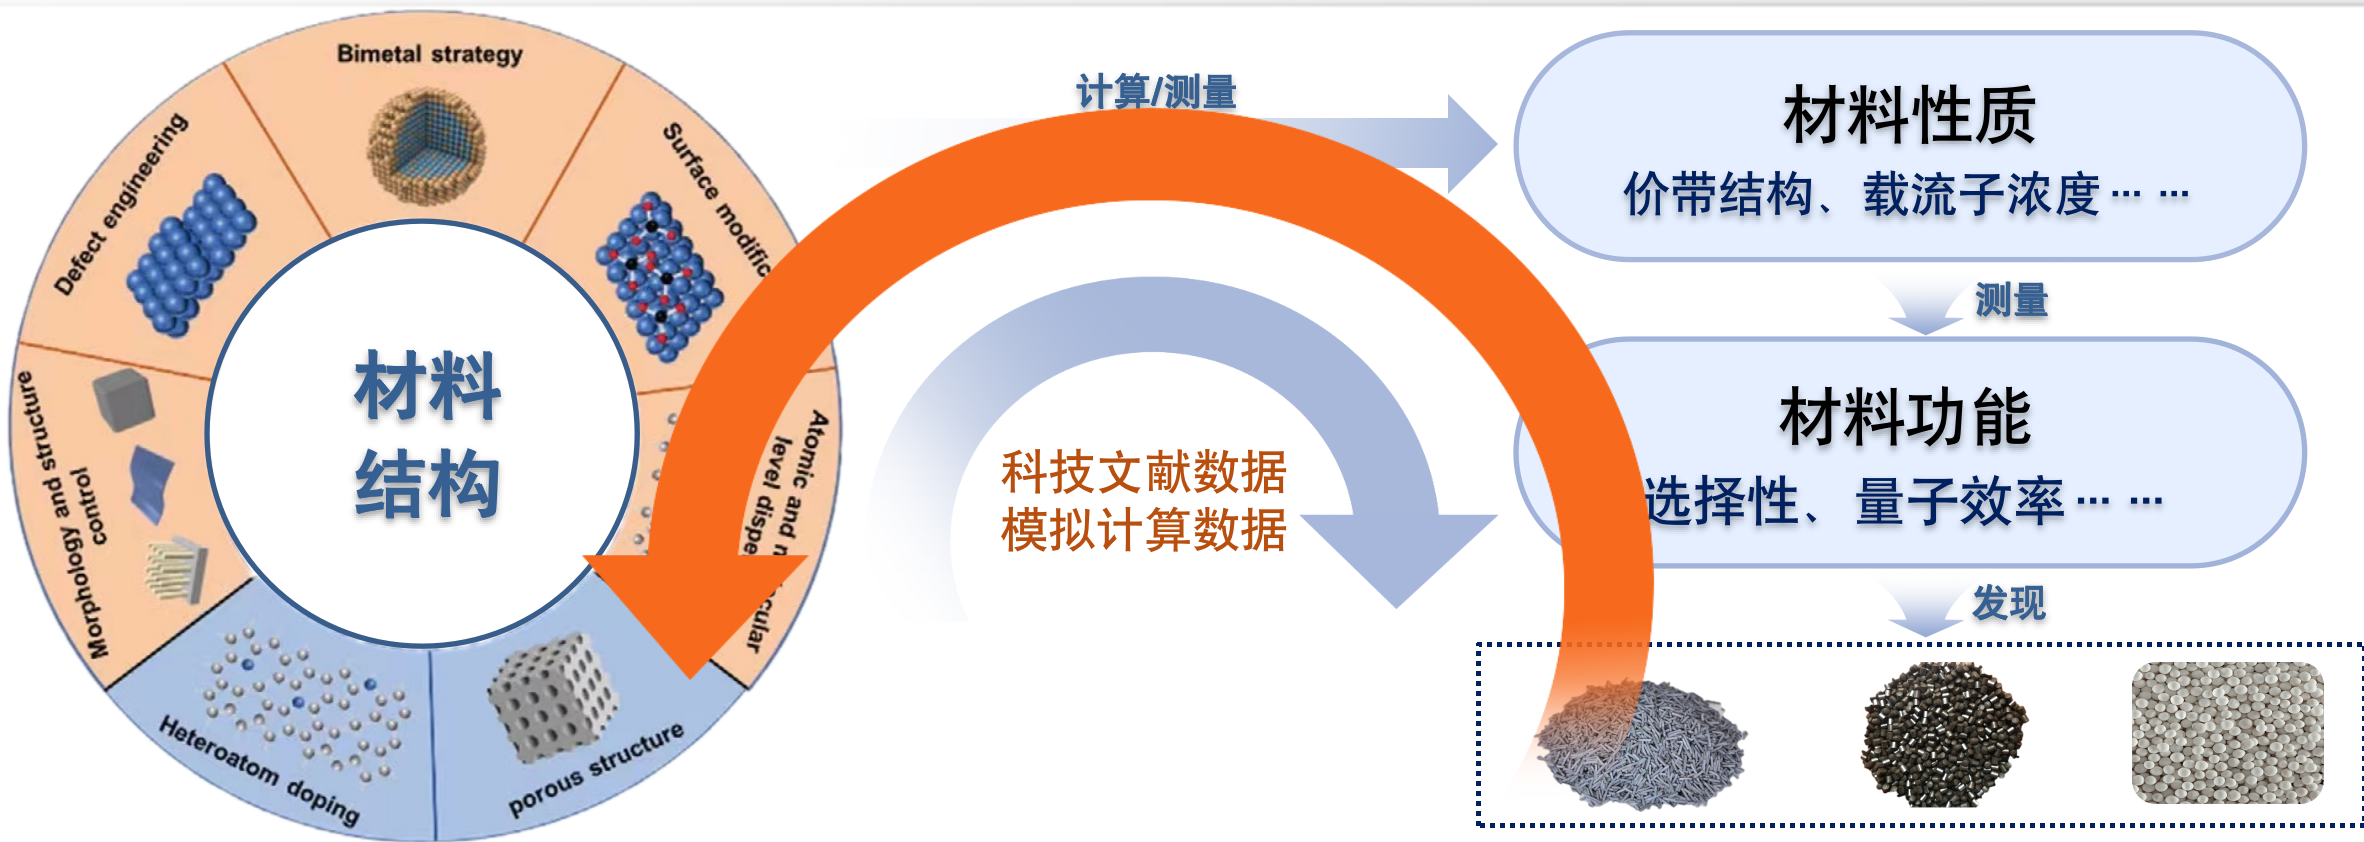 Bimetal strategy
Defect engineering
Surface modific
Morphology and structure
control
Atomic and m
cular
level dispe
Heteroatom doping
porous structure
材料
结构
计算/测量
科技文献数据
模拟计算数据
材料性质
价带结构、载流子浓度… …
测量
材料功能
选择性、量子效率… …
发现